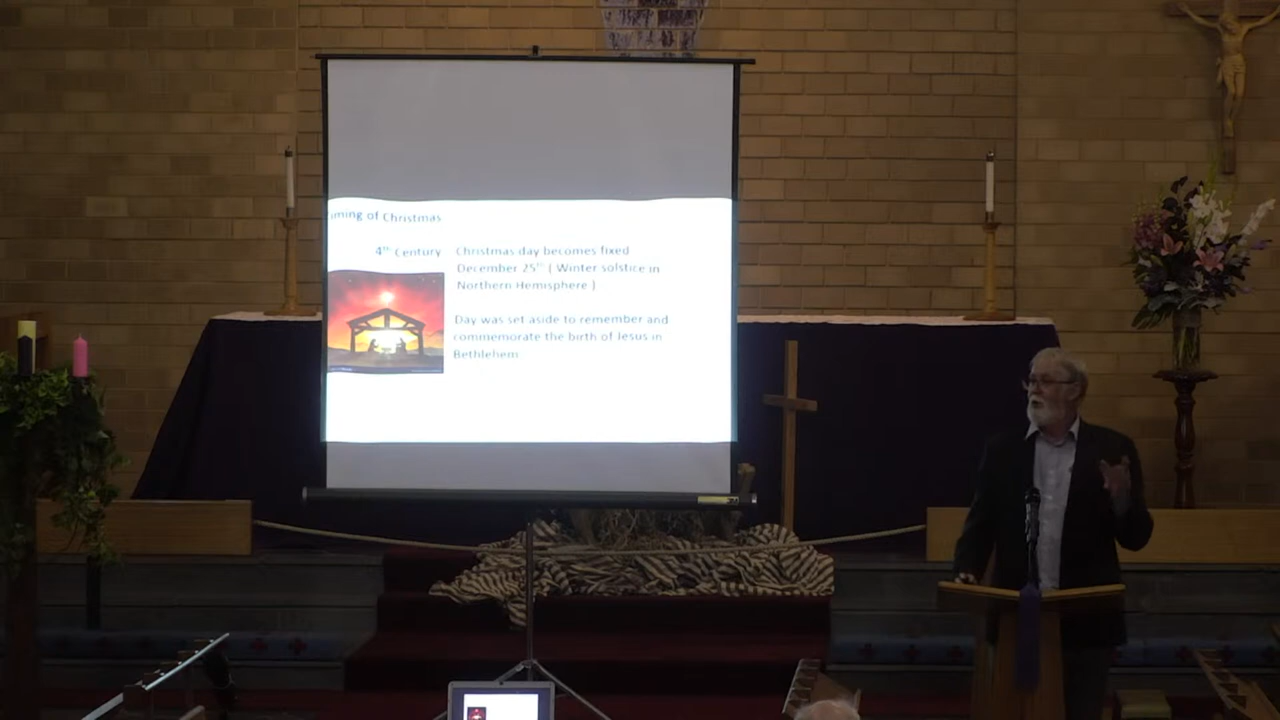 iming of Christmas
4th Century
Christmas day becomes fixed
December 25th ( Winter solstice in
Northern Hemisphere )
Day was set aside to remember and
commemorate the birth of Jesus in
Bethlehem